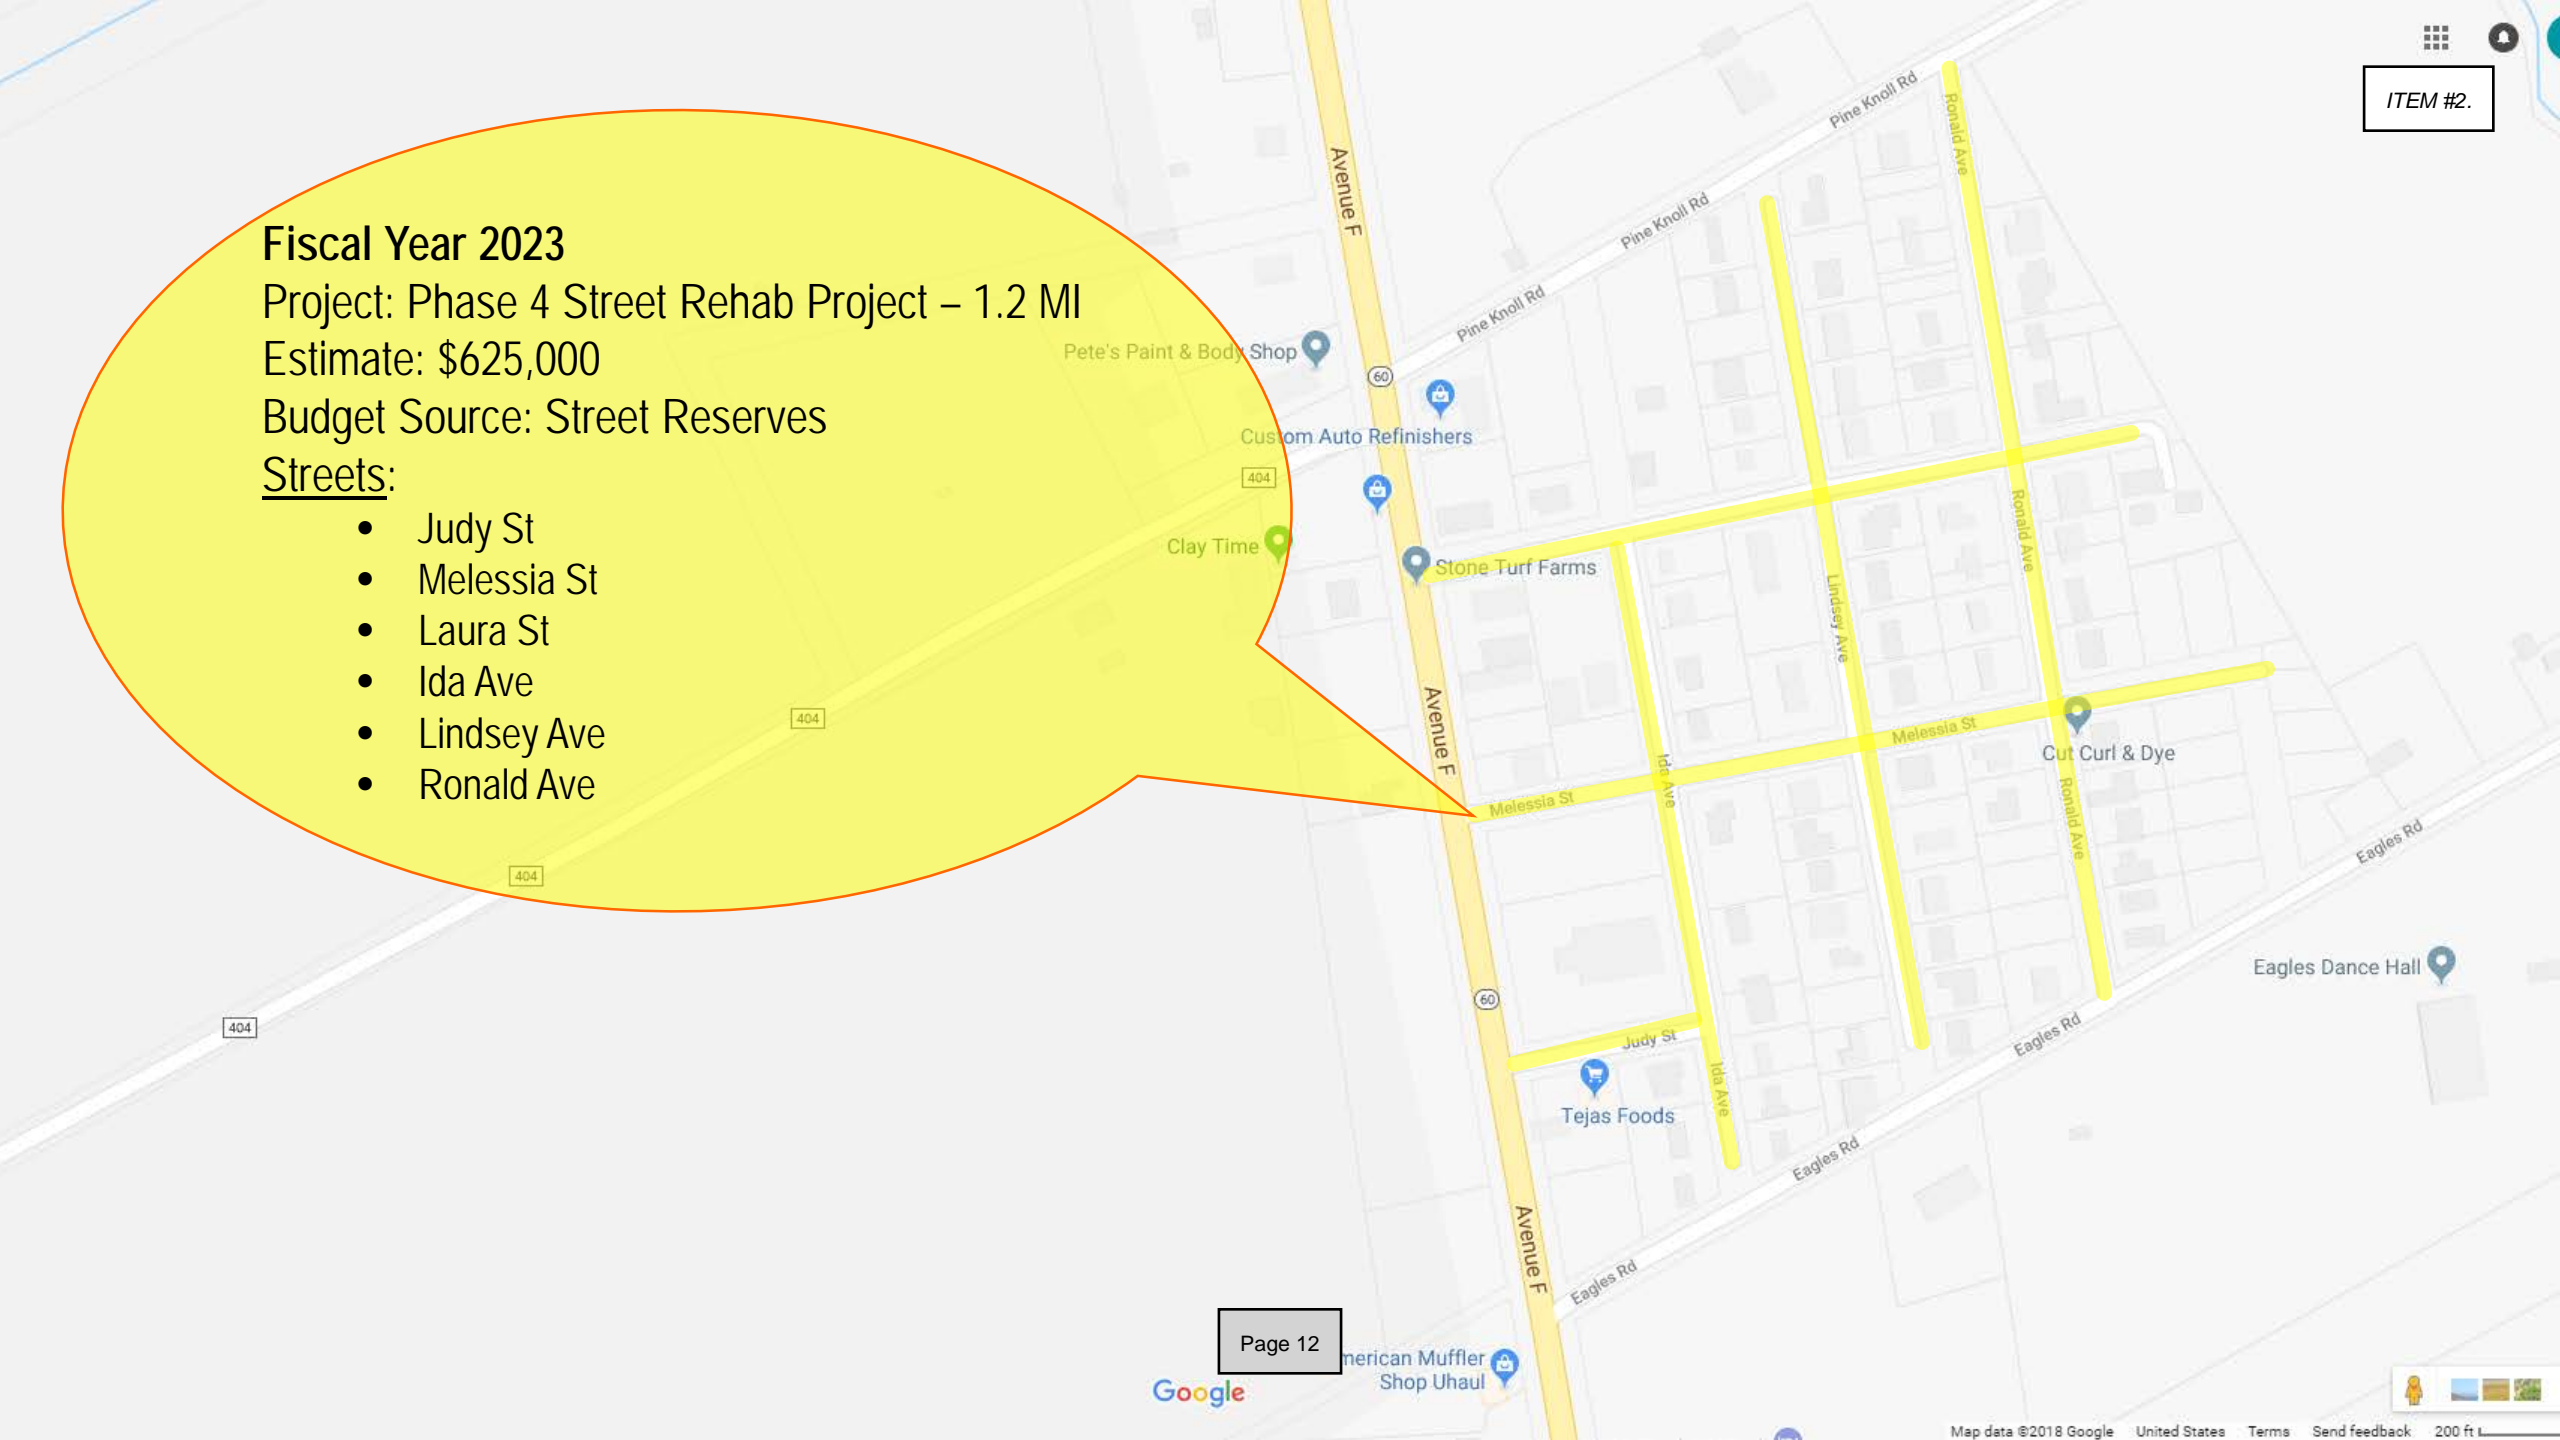 ITEM #2.
Fiscal Year 2023
Project: Phase 4 Street Rehab Project – 1.2 MI
Estimate: $625,000
Budget Source: Street Reserves
Streets:
• Judy St
• Melessia St
• Laura St
• Ida Ave
• Lindsey Ave
• Ronald Ave
Pine Knoll Rd
Ronald Ave
Avenue F
Pine Knoll Rd
Pine Knoll Rd
Pete's Paint & Body Shop
60
Custom Auto Refinishers
404
Ronald Ave
Clay Time
Stone Turf Farms
Lindsey Ave
Avenue F
404
Melessia St
Cut Curl & Dye
Ida Ave
Melessia St
Ronald Ave
Eagles Rd
404
Eagles Dance Hall
60
404
Judy St
Eagles Rd
Ida Ave
Tejas Foods
Eagles Rd
Avenue F
Eagles Rd
Page 12
merican Muffler
Shop Uhaul
Google
Map data ©2018 Google United States Terms Send feedback 200 ft